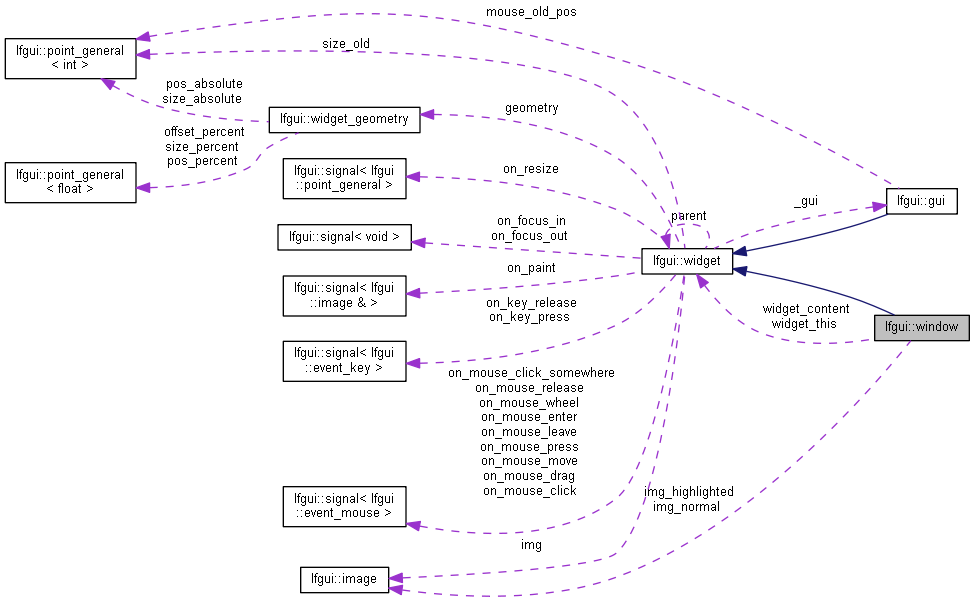 mouse_old_pos
lfgui::point_general
< int >
size_old
pos_absolute
size_absolute
geometry
lfgui::widget_geometry
offset_percent
size_percent
pos_percent
lfgui::point_general
< float >
lfgui::signal< lfgui
::point_general >
on_resize
_gui
lfgui::gui
parent
on_focus_in
on_focus_out
lfgui::signal< void >
lfgui::widget
on_paint
lfgui::signal< lfgui
::image & >
on_key_release
on_key_press
widget_content
widget_this
lfgui::window
lfgui::signal< lfgui
::event_key >
on_mouse_click_somewhere
on_mouse_release
on_mouse_wheel
on_mouse_enter
on_mouse_leave
on_mouse_press
on_mouse_move
on_mouse_drag
on_mouse_click
lfgui::signal< lfgui
::event_mouse >
img_highlighted
img_normal
img
lfgui::image